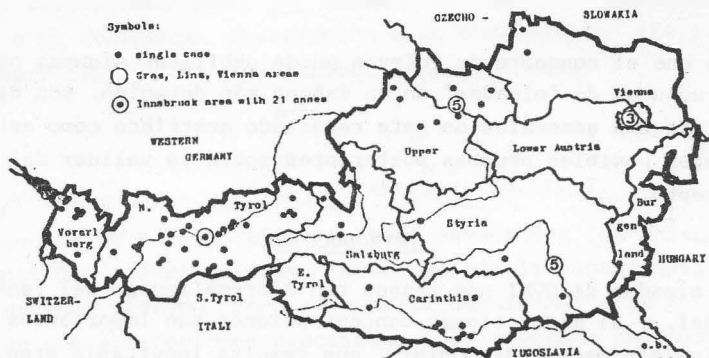 CZECHO - SLOVAKIA
Symbols:
single case
Graz, Linz, Vienna areas
Innsbruck area with 21 cases
WESTERN
GERMANY
Vienna
3
5
Upper
Lower Austria
N. Tyrol
Vorarl
berg
Styria
Bur
gen
land
Salzburg
HUNGARY
E.
Tyrol
5
Carinthia
SWITZER-
LAND
S.Tyrol
ITALY
YUGOSLAVIA
e.b.